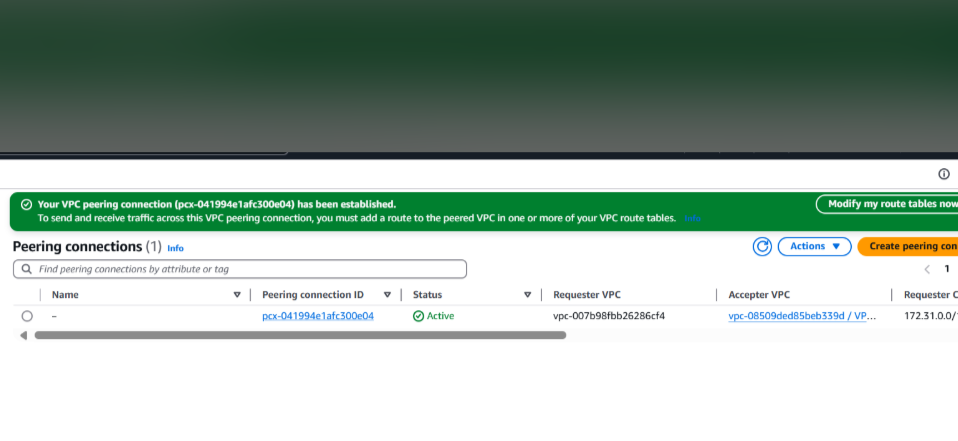 Your VPC peering connection (pcx-041994e1afc300e04) has been established.
To send and receive traffic across this VPC peering connection, you must add a route to the peered VPC in one or more of your VPC route tables. Info
Modify my route tables now
Peering connections (1) Info
Actions
Create peering con
Find peering connections by attribute or tag
1
Name Peering connection ID Status Requester VPC Accepter VPC Requester C
– pcx-041994e1afc300e04 Active vpc-007b98fbb26286cf4 vpc-08509ded85beb339d / VP... 172.31.0.0/